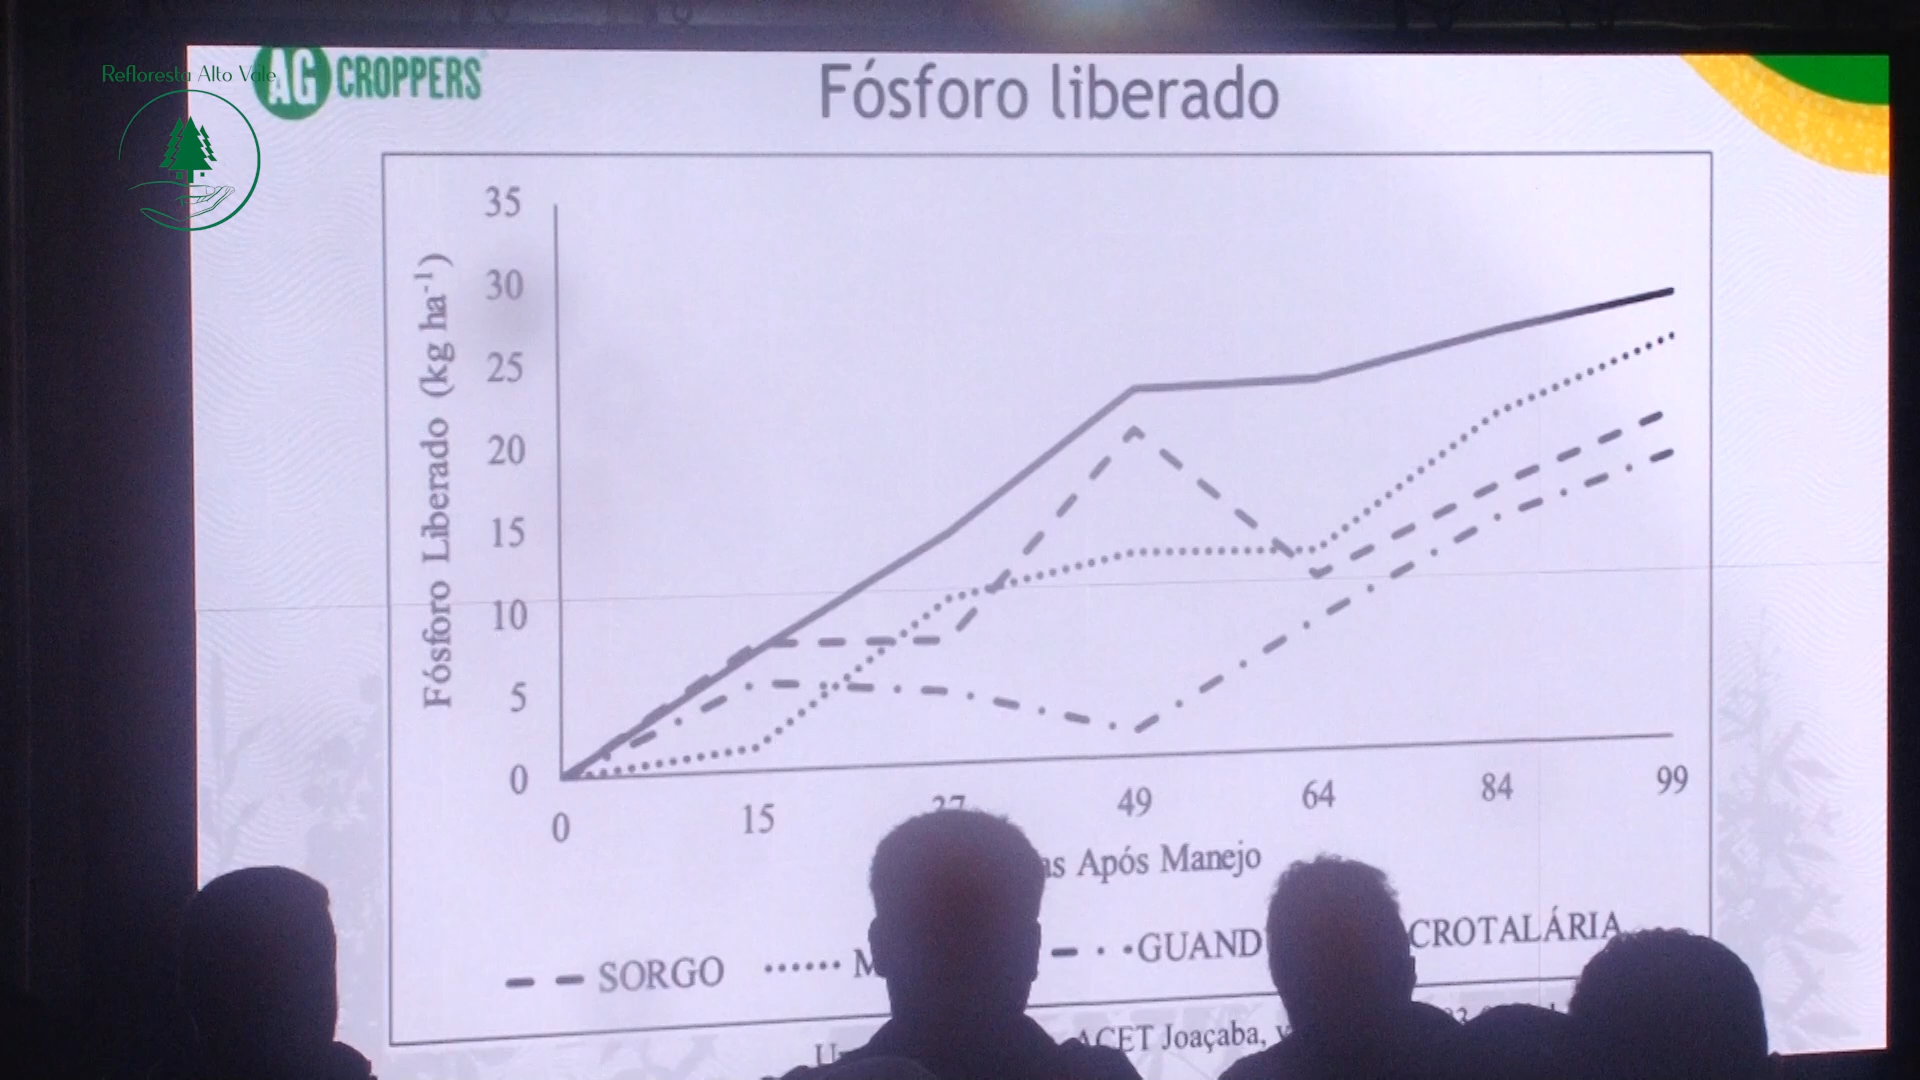 Refloresta Alto Vale
AG CROPPERS
Fósforo liberado
Fósforo Liberado (kg ha-1)
35
30
25
20
15
10
5
0
0 15 37 49 64 84 99
Após Manejo
SORGO GUAND CROTALÁRIA
ACET Joaçaba,